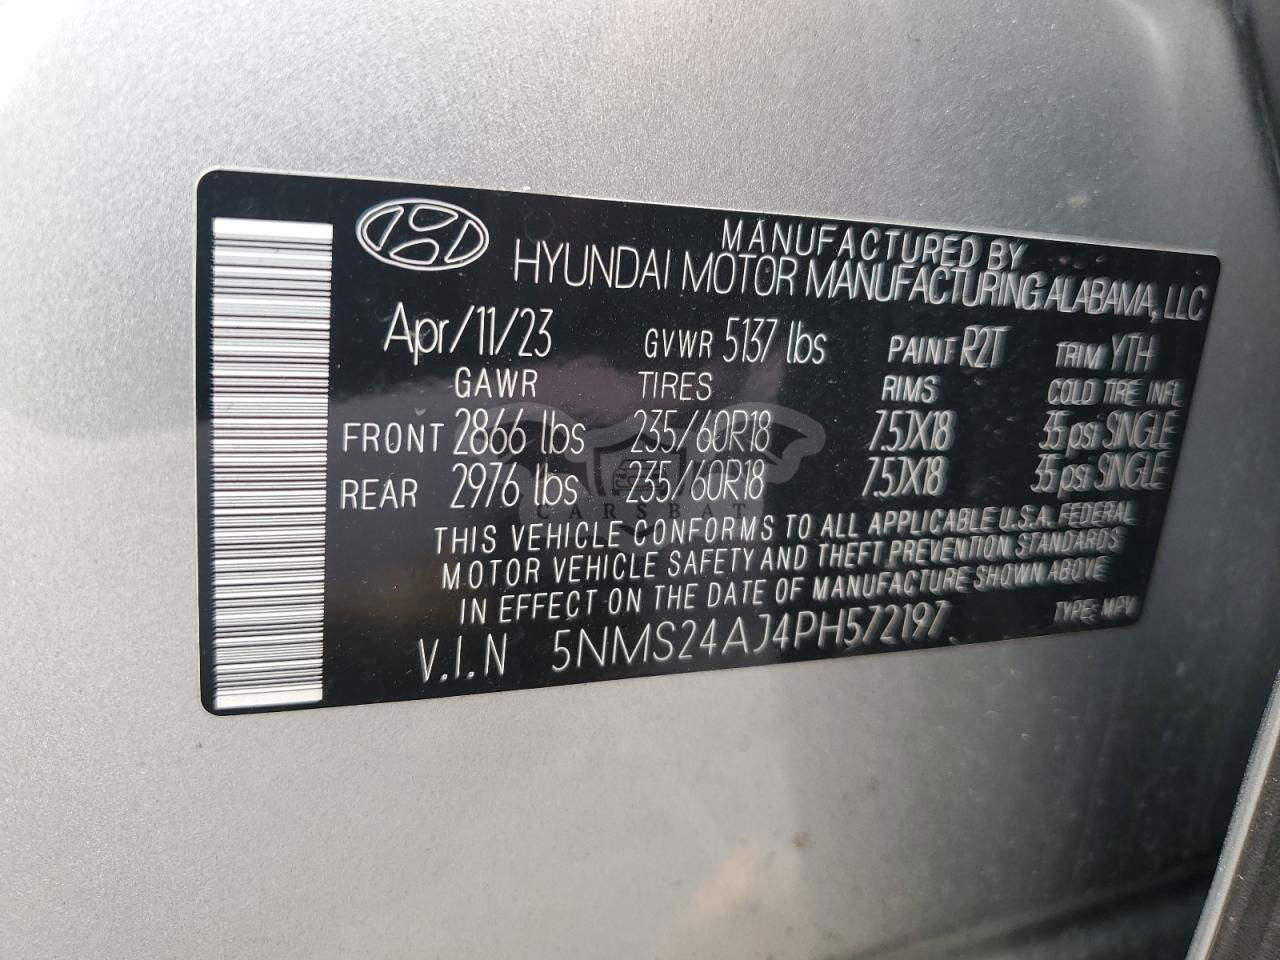 MANUFACTURED BY
HYUNDAI MOTOR MANUFACTURING ALABAMA, LLC
Apr/11/23 GVWR 5137 lbs PAINT R2T TRIM YTH
GAWR TIRES RIMS COLD TIRE INFL
FRONT 2866 lbs 235/60R18 7.5JX18 35 psi SINGLE
REAR 2976 lbs 235/60R18 7.5JX18 35 psi SINGLE
CARSBAT
THIS VEHICLE CONFORMS TO ALL APPLICABLE U.S.A. FEDERAL
MOTOR VEHICLE SAFETY AND THEFT PREVENTION STANDARDS
IN EFFECT ON THE DATE OF MANUFACTURE SHOWN ABOVE
V.I.N 5NMS24AJ4PH572197 TYPE: MPV